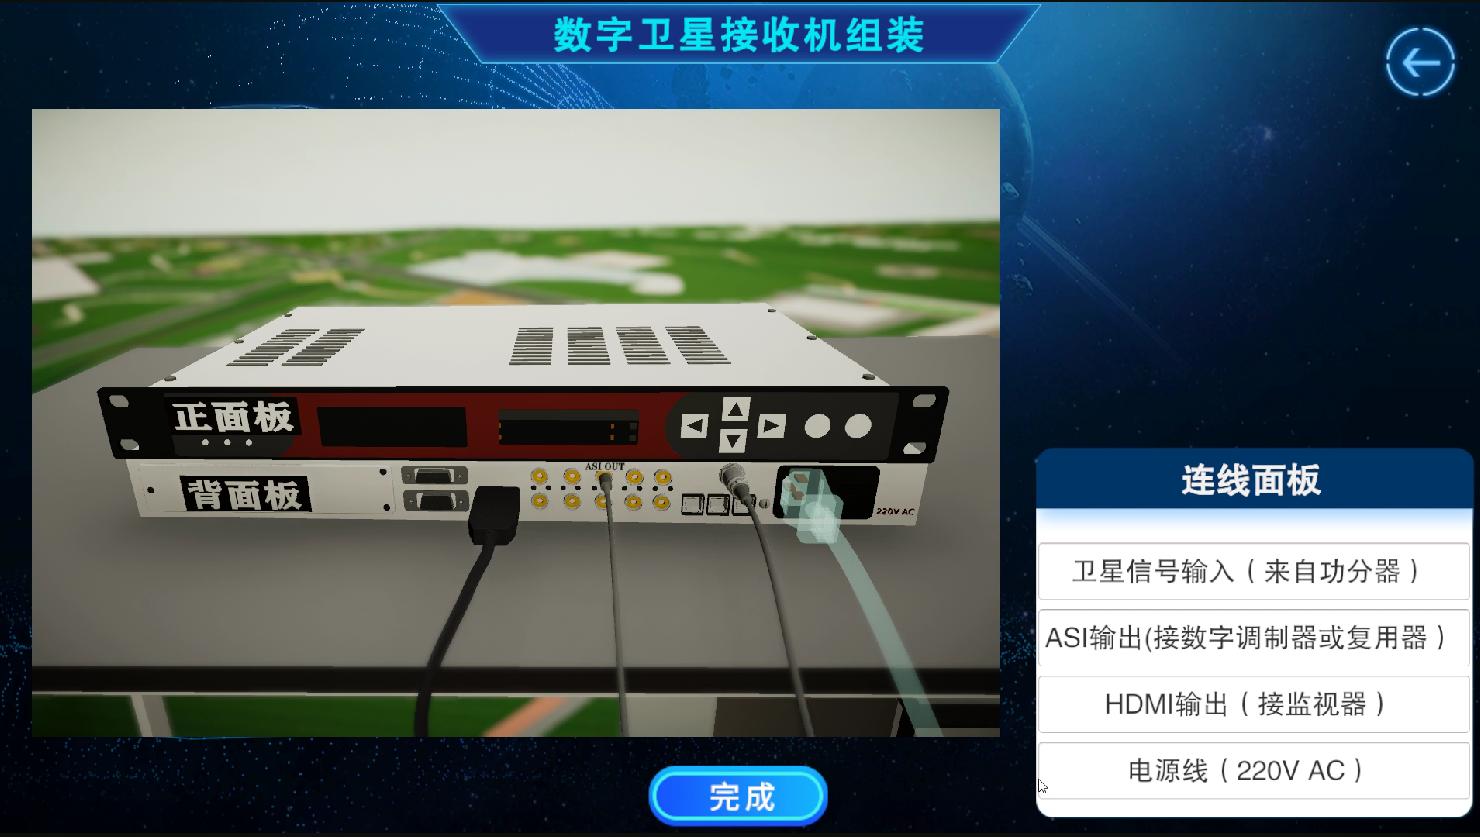 数字卫星接收机组装
正面板
ASI OUT
背面板
220V AC
连线面板
卫星信号输入（来自功分器）
ASI输出(接数字调制器或复用器）
HDMI输出（接监视器）
电源线（220V AC）
完成